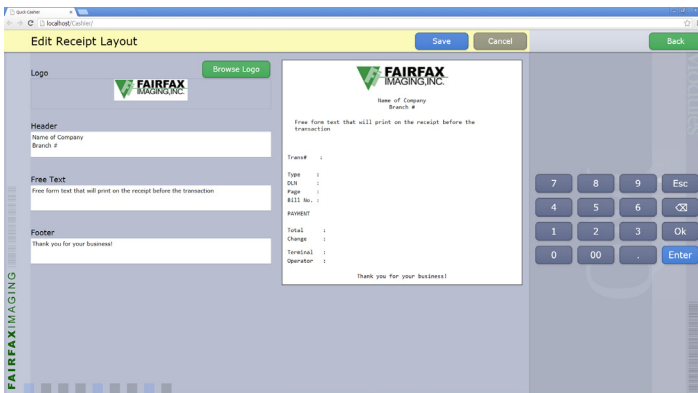 Quick Cashier
localhost/Cashier/
Edit Receipt Layout
Save
Cancel
Back
Logo
Browse Logo
FAIRFAX
IMAGING, INC.
Header
Name of Company
Branch #
Free Text
Free form text that will print on the receipt before the transaction
Footer
Thank you for your business!
FAIRFAX
IMAGING, INC.
Name of Company
Branch #
Free form text that will print on the receipt before the
transaction
Trans# :
Type :
DLN :
Page :
Bill No. :
PAYMENT
Total :
Change :
Terminal :
Operator :
Thank you for your business!
7 8 9 Esc
4 5 6
1 2 3 Ok
0 00 . Enter
FAIRFAX IMAGING